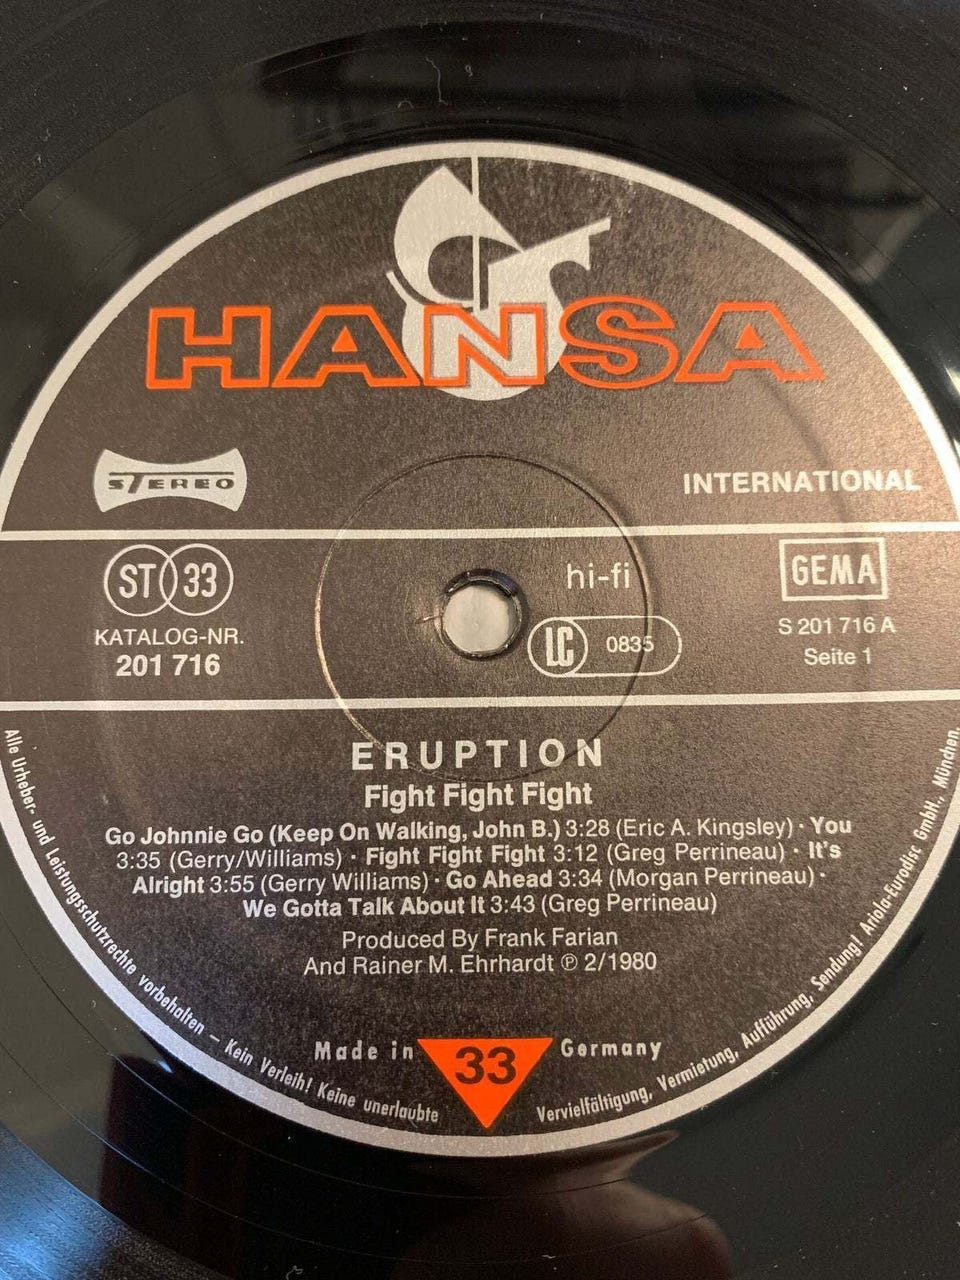 HANSA
STEREO
INTERNATIONAL
ST 33
hi-fi
GEMA
KATALOG-NR.
201 716
LC 0835
S 201 716 A
Seite 1
ERUPTION
Fight Fight Fight
Go Johnnie Go (Keep On Walking, John B.) 3:28 (Eric A. Kingsley) · You
3:35 (Gerry/Williams) · Fight Fight Fight 3:12 (Greg Perrineau) · It's
Alright 3:55 (Gerry Williams) · Go Ahead 3:34 (Morgan Perrineau) ·
We Gotta Talk About It 3:43 (Greg Perrineau)
Produced By Frank Farian
And Rainer M. Ehrhardt ℗ 2/1980
Made in 33 Germany
Alle Urheber- und Leistungsschutzrechte vorbehalten – Kein Verleih! Keine unerlaubte Vervielfältigung, Vermietung, Aufführung, Sendung! Ariola-Eurodisc GmbH., München.